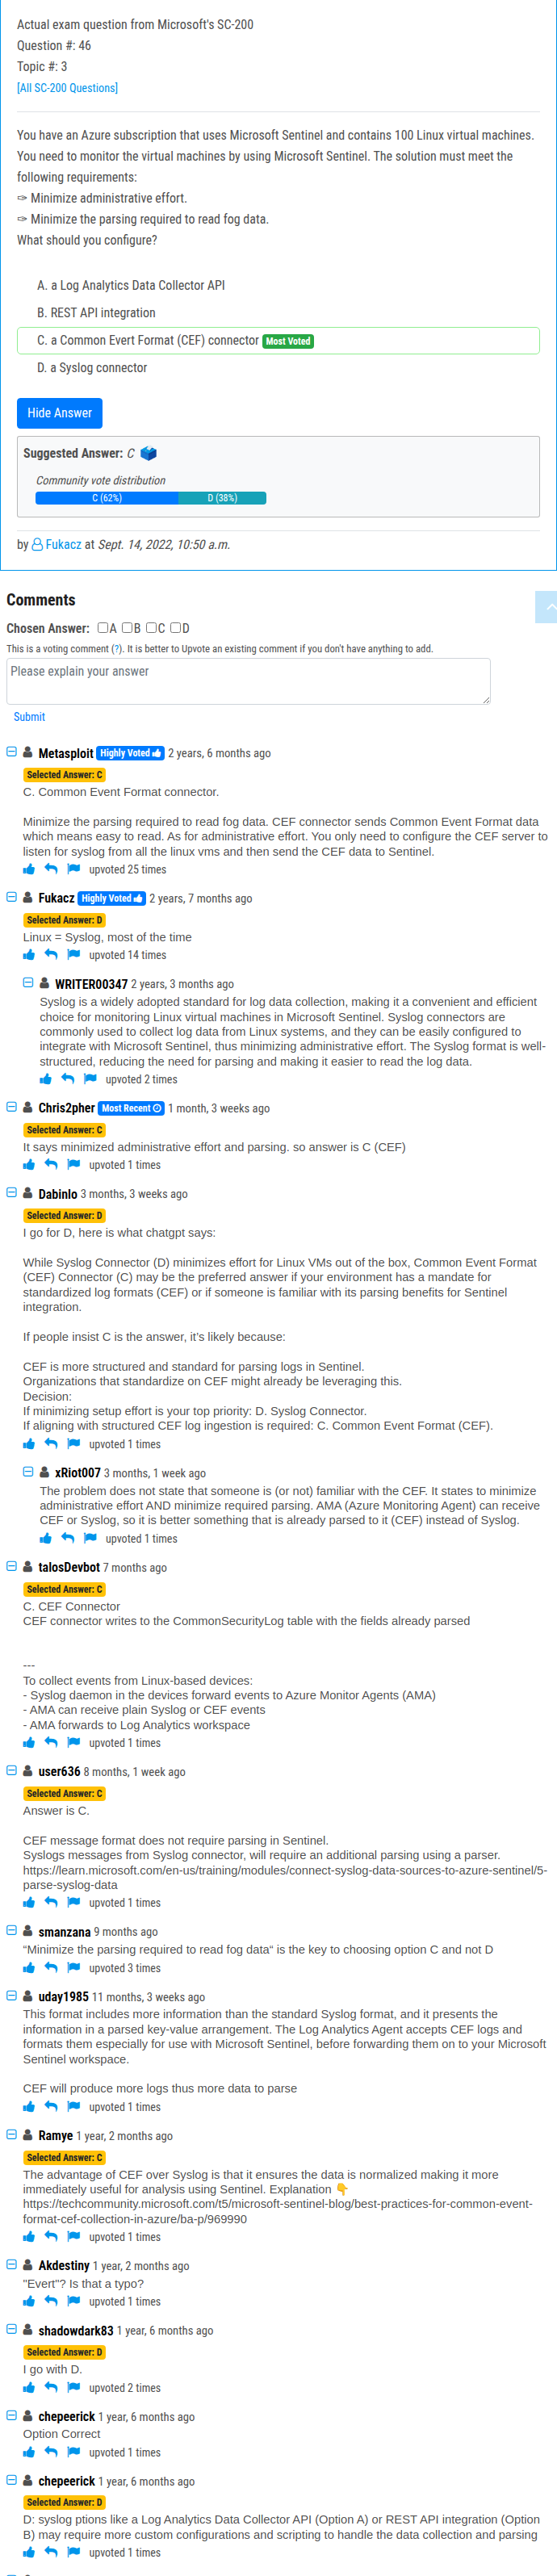 Actual exam question from Microsoft's SC-200
Question #: 46
Topic #: 3
[All SC-200 Questions]
You have an Azure subscription that uses Microsoft Sentinel and contains 100 Linux virtual machines.
You need to monitor the virtual machines by using Microsoft Sentinel. The solution must meet the
following requirements:
✑ Minimize administrative effort.
✑ Minimize the parsing required to read fog data.
What should you configure?
A. a Log Analytics Data Collector API
B. REST API integration
C. a Common Evert Format (CEF) connector Most Voted
D. a Syslog connector
Hide Answer
Suggested Answer: C
Community vote distribution
C (62%) D (38%)
by Fukacz at Sept. 14, 2022, 10:50 a.m.
Comments
Chosen Answer: A B C D
This is a voting comment (?). It is better to Upvote an existing comment if you don't have anything to add.
Please explain your answer
Submit
Metasploit Highly Voted 2 years, 6 months ago
Selected Answer: C
C. Common Event Format connector.
Minimize the parsing required to read fog data. CEF connector sends Common Event Format data
which means easy to read. As for administrative effort. You only need to configure the CEF server to
listen for syslog from all the linux vms and then send the CEF data to Sentinel.
upvoted 25 times
Fukacz Highly Voted 2 years, 7 months ago
Selected Answer: D
Linux = Syslog, most of the time
upvoted 14 times
WRITER00347 2 years, 3 months ago
Syslog is a widely adopted standard for log data collection, making it a convenient and efficient
choice for monitoring Linux virtual machines in Microsoft Sentinel. Syslog connectors are
commonly used to collect log data from Linux systems, and they can be easily configured to
integrate with Microsoft Sentinel, thus minimizing administrative effort. The Syslog format is well-
structured, reducing the need for parsing and making it easier to read the log data.
upvoted 2 times
Chris2pher Most Recent 1 month, 3 weeks ago
Selected Answer: C
It says minimized administrative effort and parsing. so answer is C (CEF)
upvoted 1 times
Dabinlo 3 months, 3 weeks ago
Selected Answer: D
I go for D, here is what chatgpt says:
While Syslog Connector (D) minimizes effort for Linux VMs out of the box, Common Event Format
(CEF) Connector (C) may be the preferred answer if your environment has a mandate for
standardized log formats (CEF) or if someone is familiar with its parsing benefits for Sentinel
integration.
If people insist C is the answer, it's likely because:
CEF is more structured and standard for parsing logs in Sentinel.
Organizations that standardize on CEF might already be leveraging this.
Decision:
If minimizing setup effort is your top priority: D. Syslog Connector.
If aligning with structured CEF log ingestion is required: C. Common Event Format (CEF).
upvoted 1 times
xRiot007 3 months, 1 week ago
The problem does not state that someone is (or not) familiar with the CEF. It states to minimize
administrative effort AND minimize required parsing. AMA (Azure Monitoring Agent) can receive
CEF or Syslog, so it is better something that is already parsed to it (CEF) instead of Syslog.
upvoted 1 times
talosDevbot 7 months ago
Selected Answer: C
C. CEF Connector
CEF connector writes to the CommonSecurityLog table with the fields already parsed
---
To collect events from Linux-based devices:
- Syslog daemon in the devices forward events to Azure Monitor Agents (AMA)
- AMA can receive plain Syslog or CEF events
- AMA forwards to Log Analytics workspace
upvoted 1 times
user636 8 months, 1 week ago
Selected Answer: C
Answer is C.
CEF message format does not require parsing in Sentinel.
Syslogs messages from Syslog connector, will require an additional parsing using a parser.
https://learn.microsoft.com/en-us/training/modules/connect-syslog-data-sources-to-azure-sentinel/5-
parse-syslog-data
upvoted 1 times
smanzana 9 months ago
"Minimize the parsing required to read fog data" is the key to choosing option C and not D
upvoted 3 times
uday1985 11 months, 3 weeks ago
This format includes more information than the standard Syslog format, and it presents the
information in a parsed key-value arrangement. The Log Analytics Agent accepts CEF logs and
formats them especially for use with Microsoft Sentinel, before forwarding them on to your Microsoft
Sentinel workspace.
CEF will produce more logs thus more data to parse
upvoted 1 times
Ramye 1 year, 2 months ago
Selected Answer: C
The advantage of CEF over Syslog is that it ensures the data is normalized making it more
immediately useful for analysis using Sentinel. Explanation 👇
https://techcommunity.microsoft.com/t5/microsoft-sentinel-blog/best-practices-for-common-event-
format-cef-collection-in-azure/ba-p/969990
upvoted 1 times
Akdestiny 1 year, 2 months ago
"Evert"? Is that a typo?
upvoted 1 times
shadowdark83 1 year, 6 months ago
Selected Answer: D
I go with D.
upvoted 2 times
chepeerick 1 year, 6 months ago
Option Correct
upvoted 1 times
chepeerick 1 year, 6 months ago
Selected Answer: D
D: syslog ptions like a Log Analytics Data Collector API (Option A) or REST API integration (Option
B) may require more custom configurations and scripting to handle the data collection and parsing
upvoted 1 times